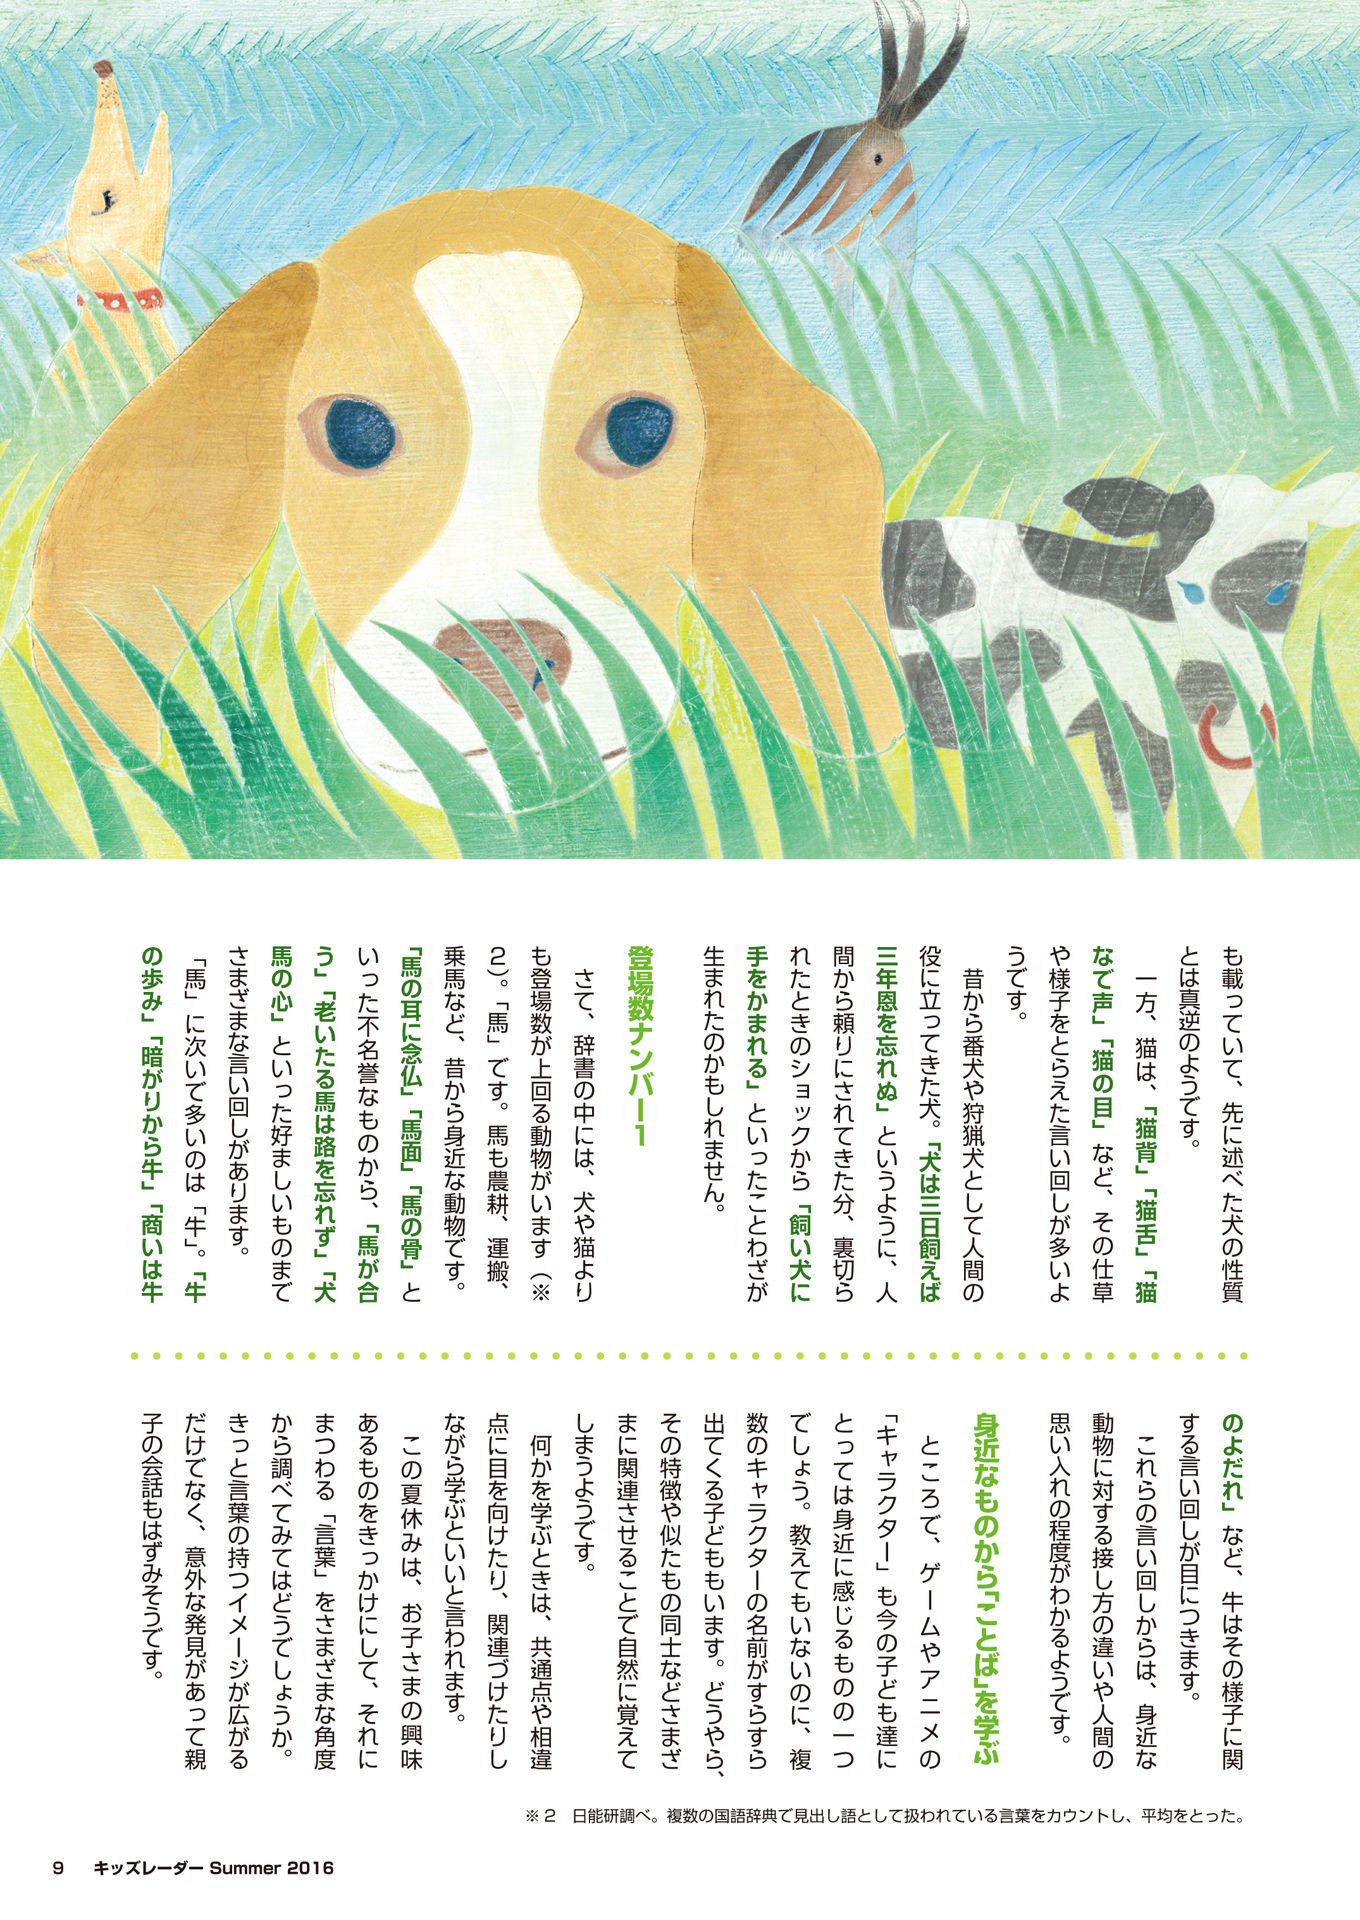 も載っていて、先に述べた犬の性質
とは真逆のようです。
　一方、猫は、「猫背」「猫舌」「猫
なで声」「猫の目」など、その仕草
や様子をとらえた言い回しが多いよ
うです。
　昔から番犬や狩猟犬として人間の
役に立ってきた犬。「犬は三日飼えば
三年恩を忘れぬ」というように、人
間から頼りにされてきた分、裏切ら
れたときのショックから「飼い犬に
手をかまれる」といったことわざが
生まれたのかもしれません。
登場数ナンバー1
　さて、辞書の中には、犬や猫より
も登場数が上回る動物がいます（※
2）。「馬」です。馬も農耕、運搬、
乗馬など、昔から身近な動物です。
「馬の耳に念仏」「馬面」「馬の骨」と
いった不名誉なものから、「馬が合
う」「老いたる馬は路を忘れず」「犬
馬の心」といった好ましいものまで
さまざまな言い回しがあります。
　「馬」に次いで多いのは「牛」。「牛
の歩み」「暗がりから牛」「商いは牛
のよだれ」など、牛はその様子に関
する言い回しが目につきます。
　これらの言い回しからは、身近な
動物に対する接し方の違いや人間の
思い入れの程度がわかるようです。
身近なものから「ことば」を学ぶ
　ところで、ゲームやアニメの
「キャラクター」も今の子ども達に
とっては身近に感じるものの一つ
でしょう。教えてもいないのに、複
数のキャラクターの名前がすらすら
出てくる子どももいます。どうやら、
その特徴や似たもの同士などさまざ
まに関連させることで自然に覚えて
しまうようです。
　何かを学ぶときは、共通点や相違
点に目を向けたり、関連づけたりし
ながら学ぶといいと言われます。
　この夏休みは、お子さまの興味
あるものをきっかけにして、それに
まつわる「言葉」をさまざまな角度
から調べてみてはどうでしょうか。
きっと言葉の持つイメージが広がる
だけでなく、意外な発見があって親
子の会話もはずみそうです。
※2　日能研調べ。複数の国語辞典で見出し語として扱われている言葉をカウントし、平均をとった。
9　キッズレーダー Summer 2016